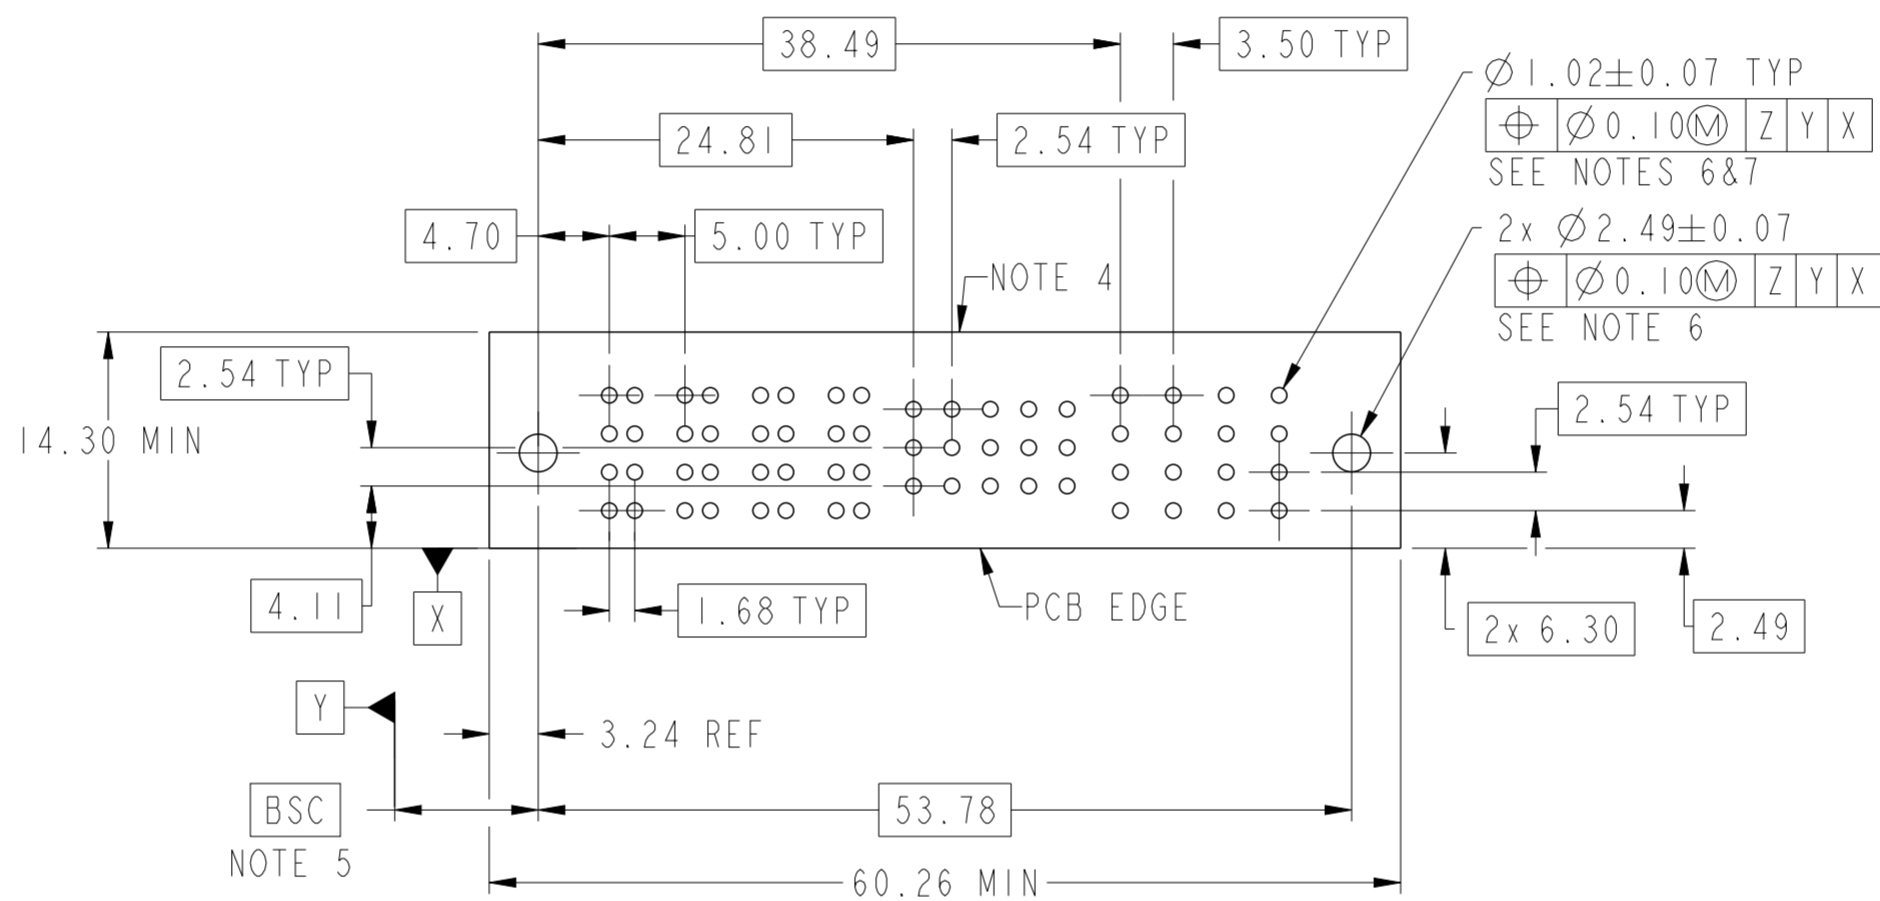 38.49
3.50 TYP
Ø1.02±0.07 TYP
⌖ Ø0.10Ⓜ Z Y X
SEE NOTES 6&7
24.81
2.54 TYP
4.70
5.00 TYP
2x Ø2.49±0.07
⌖ Ø0.10Ⓜ Z Y X
SEE NOTE 6
NOTE 4
2.54 TYP
14.30 MIN
2.54 TYP
4.11
X
1.68 TYP
PCB EDGE
2x 6.30
2.49
Y
3.24 REF
BSC
NOTE 5
53.78
60.26 MIN